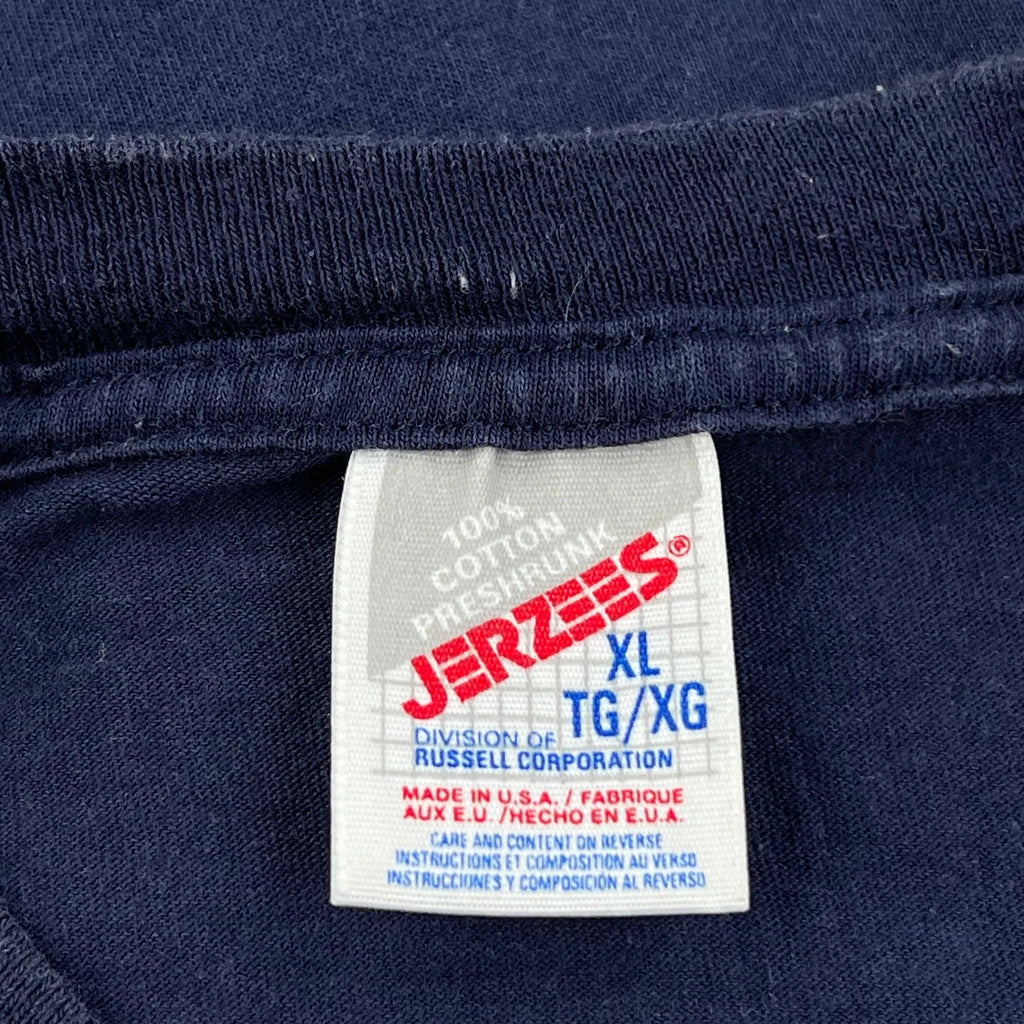 100%
COTTON
PRESHRUNK
JERZEES®
XL
TG/XG
DIVISION OF
RUSSELL CORPORATION
MADE IN U.S.A. / FABRIQUE
AUX E.U. /HECHO EN E.U.A.
CARE AND CONTENT ON REVERSE
INSTRUCTIONS ET COMPOSITION AU VERSO
INSTRUCCIONES Y COMPOSICIÓN AL REVERSO